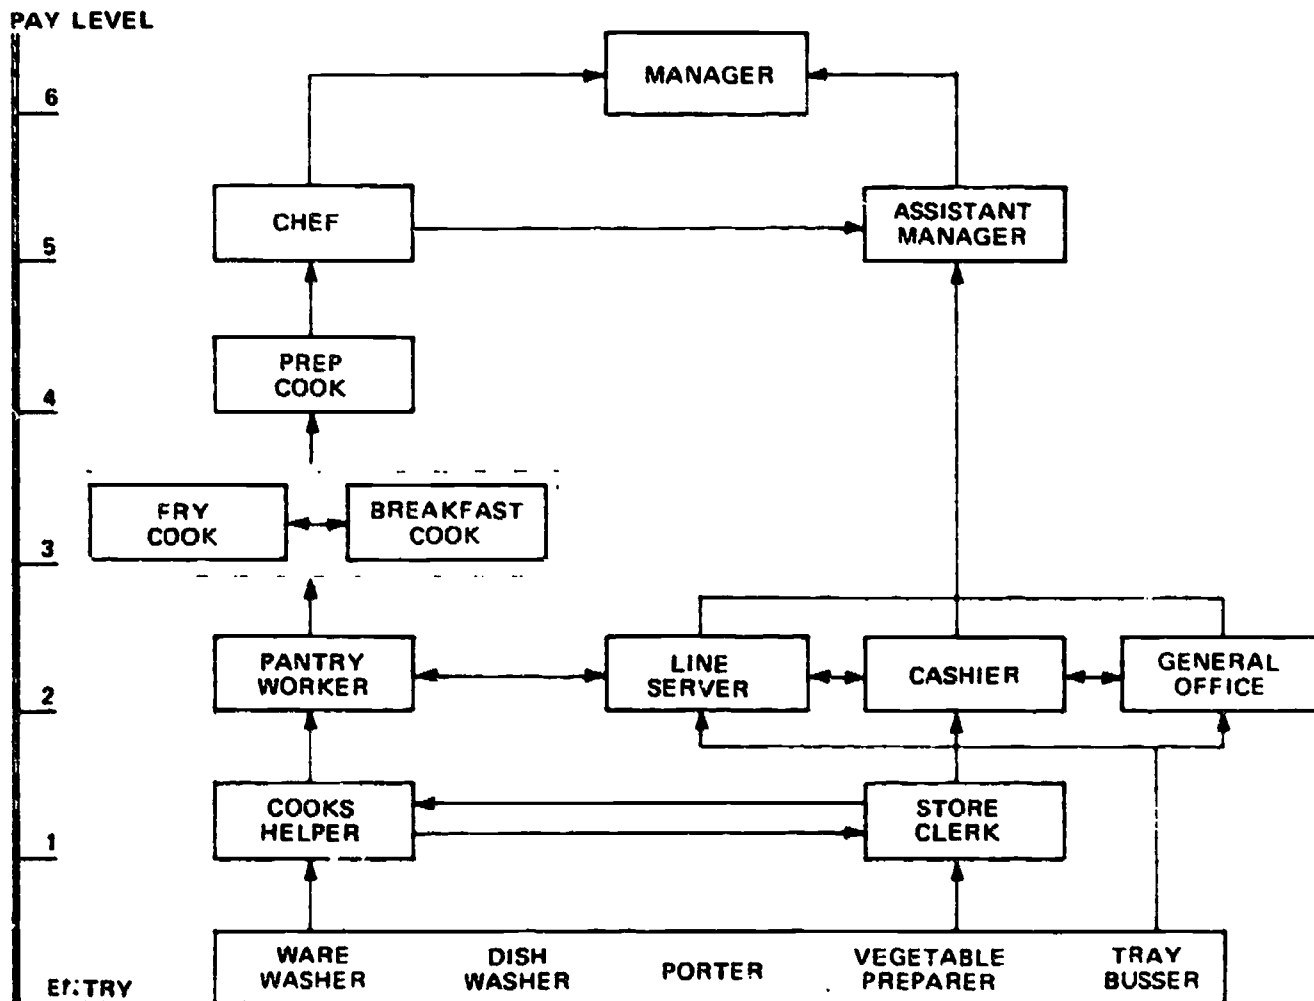 PAY LEVEL
MANAGER
6
CHEF
ASSISTANT
MANAGER
5
PREP
COOK
4
FRY
COOK
BREAKFAST
COOK
3
PANTRY
WORKER
LINE
SERVER
CASHIER
GENERAL
OFFICE
2
COOKS
HELPER
STORE
CLERK
1
WARE
WASHER
DISH
WASHER
PORTER
VEGETABLE
PREPARER
TRAY
BUSSER
ENTRY